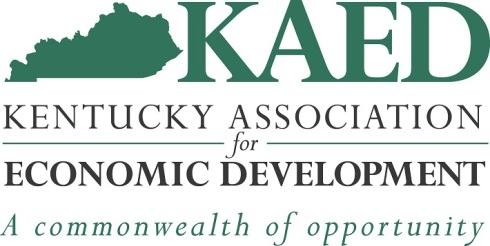 KAED
KENTUCKY ASSOCIATION
for
ECONOMIC DEVELOPMENT
A commonwealth of opportunity